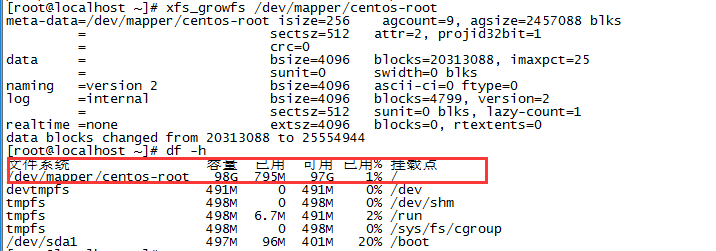 [root@localhost ~]# xfs_growfs /dev/mapper/centos-root
meta-data=/dev/mapper/centos-root isize=256 agcount=9, agsize=2457088 blks
= sectsz=512 attr=2, projid32bit=1
= crc=0
data = bsize=4096 blocks=20313088, imaxpct=25
= sunit=0 swidth=0 blks
naming =version 2 bsize=4096 ascii-ci=0 ftype=0
log =internal bsize=4096 blocks=4799, version=2
= sectsz=512 sunit=0 blks, lazy-count=1
realtime =none extsz=4096 blocks=0, rtextents=0
data blocks changed from 20313088 to 25554944
[root@localhost ~]# df -h
文件系统 容量 已用 可用 已用% 挂载点
/dev/mapper/centos-root 98G 795M 97G 1% /
devtmpfs 491M 0 491M 0% /dev
tmpfs 498M 0 498M 0% /dev/shm
tmpfs 498M 6.7M 491M 2% /run
tmpfs 498M 0 498M 0% /sys/fs/cgroup
/dev/sda1 497M 96M 401M 20% /boot
[root@localhost ~]#